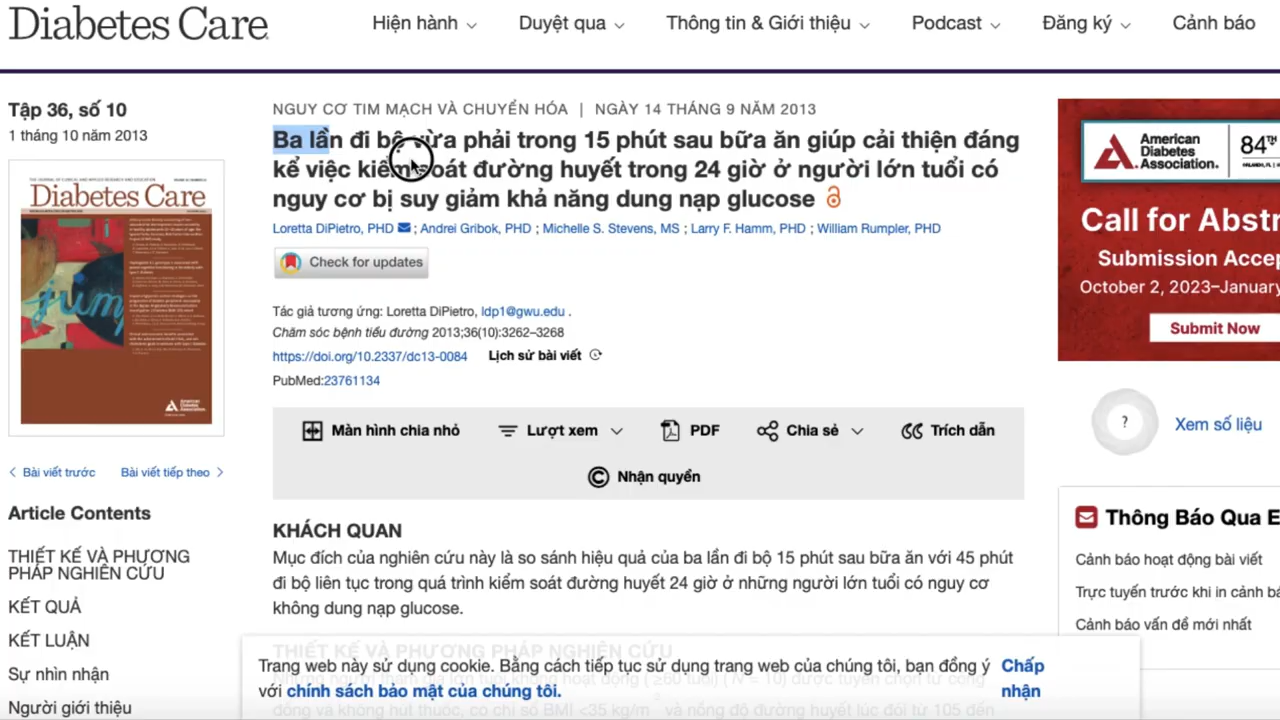 Diabetes Care
Hiện hành
Duyệt qua
Thông tin & Giới thiệu
Podcast
Đăng ký
Cảnh báo
Tập 36, số 10
1 tháng 10 năm 2013
Diabetes Care
American Diabetes Association.
Bài viết trước
Bài viết tiếp theo
Article Contents
THIẾT KẾ VÀ PHƯƠNG
PHÁP NGHIÊN CỨU
KẾT QUẢ
KẾT LUẬN
Sự nhìn nhận
Người giới thiệu
NGUY CƠ TIM MẠCH VÀ CHUYỂN HÓA | NGÀY 14 THÁNG 9 NĂM 2013
Ba lần đi bộ vừa phải trong 15 phút sau bữa ăn giúp cải thiện đáng
kể việc kiểm soát đường huyết trong 24 giờ ở người lớn tuổi có
nguy cơ bị suy giảm khả năng dung nạp glucose
Loretta DiPietro, PHD ; Andrei Gribok, PHD ; Michelle S. Stevens, MS ; Larry F. Hamm, PHD ; William Rumpler, PHD
Check for updates
Tác giả tương ứng: Loretta DiPietro, ldp1@gwu.edu .
Chăm sóc bệnh tiểu đường 2013;36(10):3262–3268
https://doi.org/10.2337/dc13-0084 Lịch sử bài viết
PubMed:23761134
Màn hình chia nhỏ
Lượt xem
PDF
Chia sẻ
Trích dẫn
Nhận quyền
KHÁCH QUAN
Mục đích của nghiên cứu này là so sánh hiệu quả của ba lần đi bộ 15 phút sau bữa ăn với 45 phút
đi bộ liên tục trong quá trình kiểm soát đường huyết 24 giờ ở những người lớn tuổi có nguy cơ
không dung nạp glucose.
THIẾT KẾ VÀ PHƯƠNG PHÁP NGHIÊN CỨU
Trang web này sử dụng cookie. Bằng cách tiếp tục sử dụng trang web của chúng tôi, bạn đồng ý
với chính sách bảo mật của chúng tôi.
Chấp
nhận
American
Diabetes
Association.
84TH
Call for Abstr
Submission Accep
October 2, 2023–January
Submit Now
?
Xem số liệu
Thông Báo Qua E
Cảnh báo hoạt động bài viết
Trực tuyến trước khi in cảnh bá
Cảnh báo vấn đề mới nhất